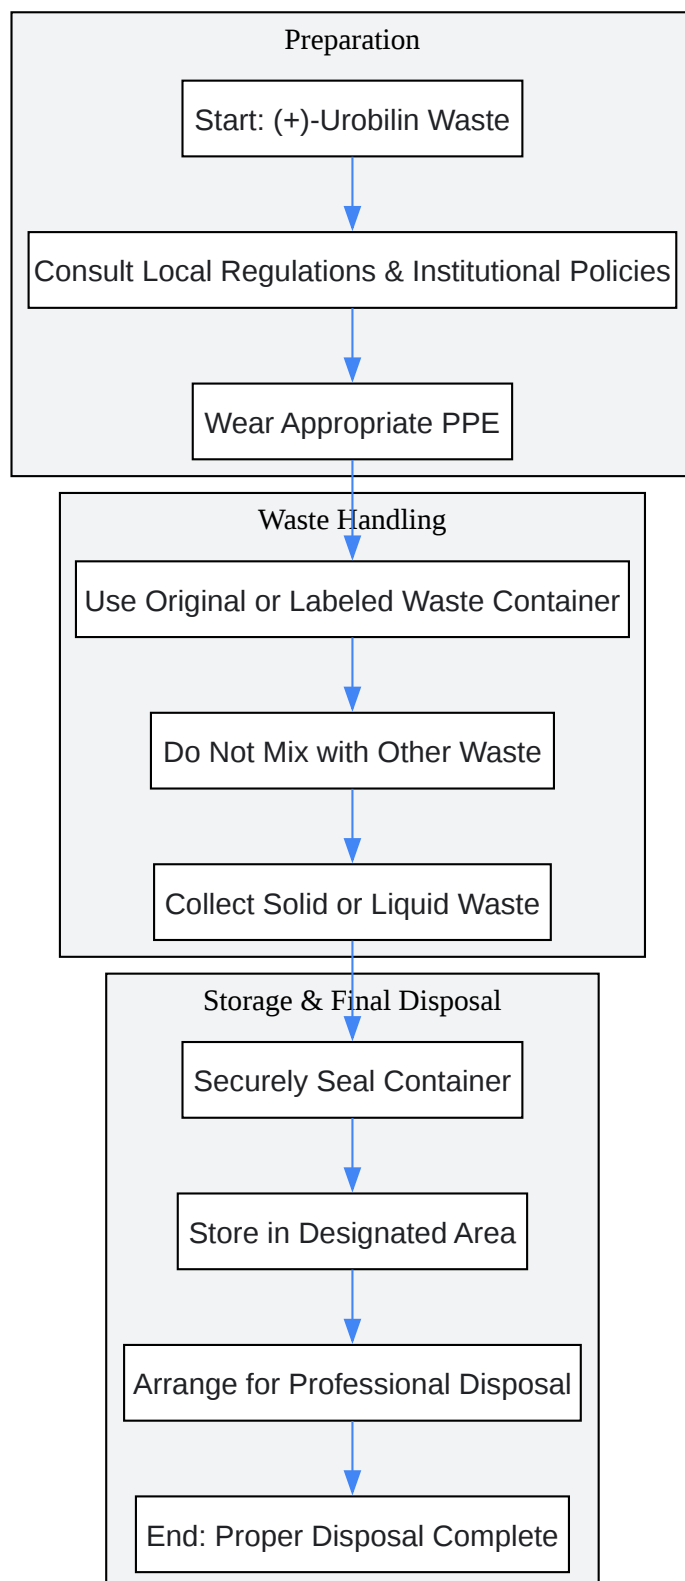 Preparation
Start: (+)-Urobilin Waste
Consult Local Regulations & Institutional Policies
Wear Appropriate PPE
Waste Handling
Use Original or Labeled Waste Container
Do Not Mix with Other Waste
Collect Solid or Liquid Waste
Storage & Final Disposal
Securely Seal Container
Store in Designated Area
Arrange for Professional Disposal
End: Proper Disposal Complete